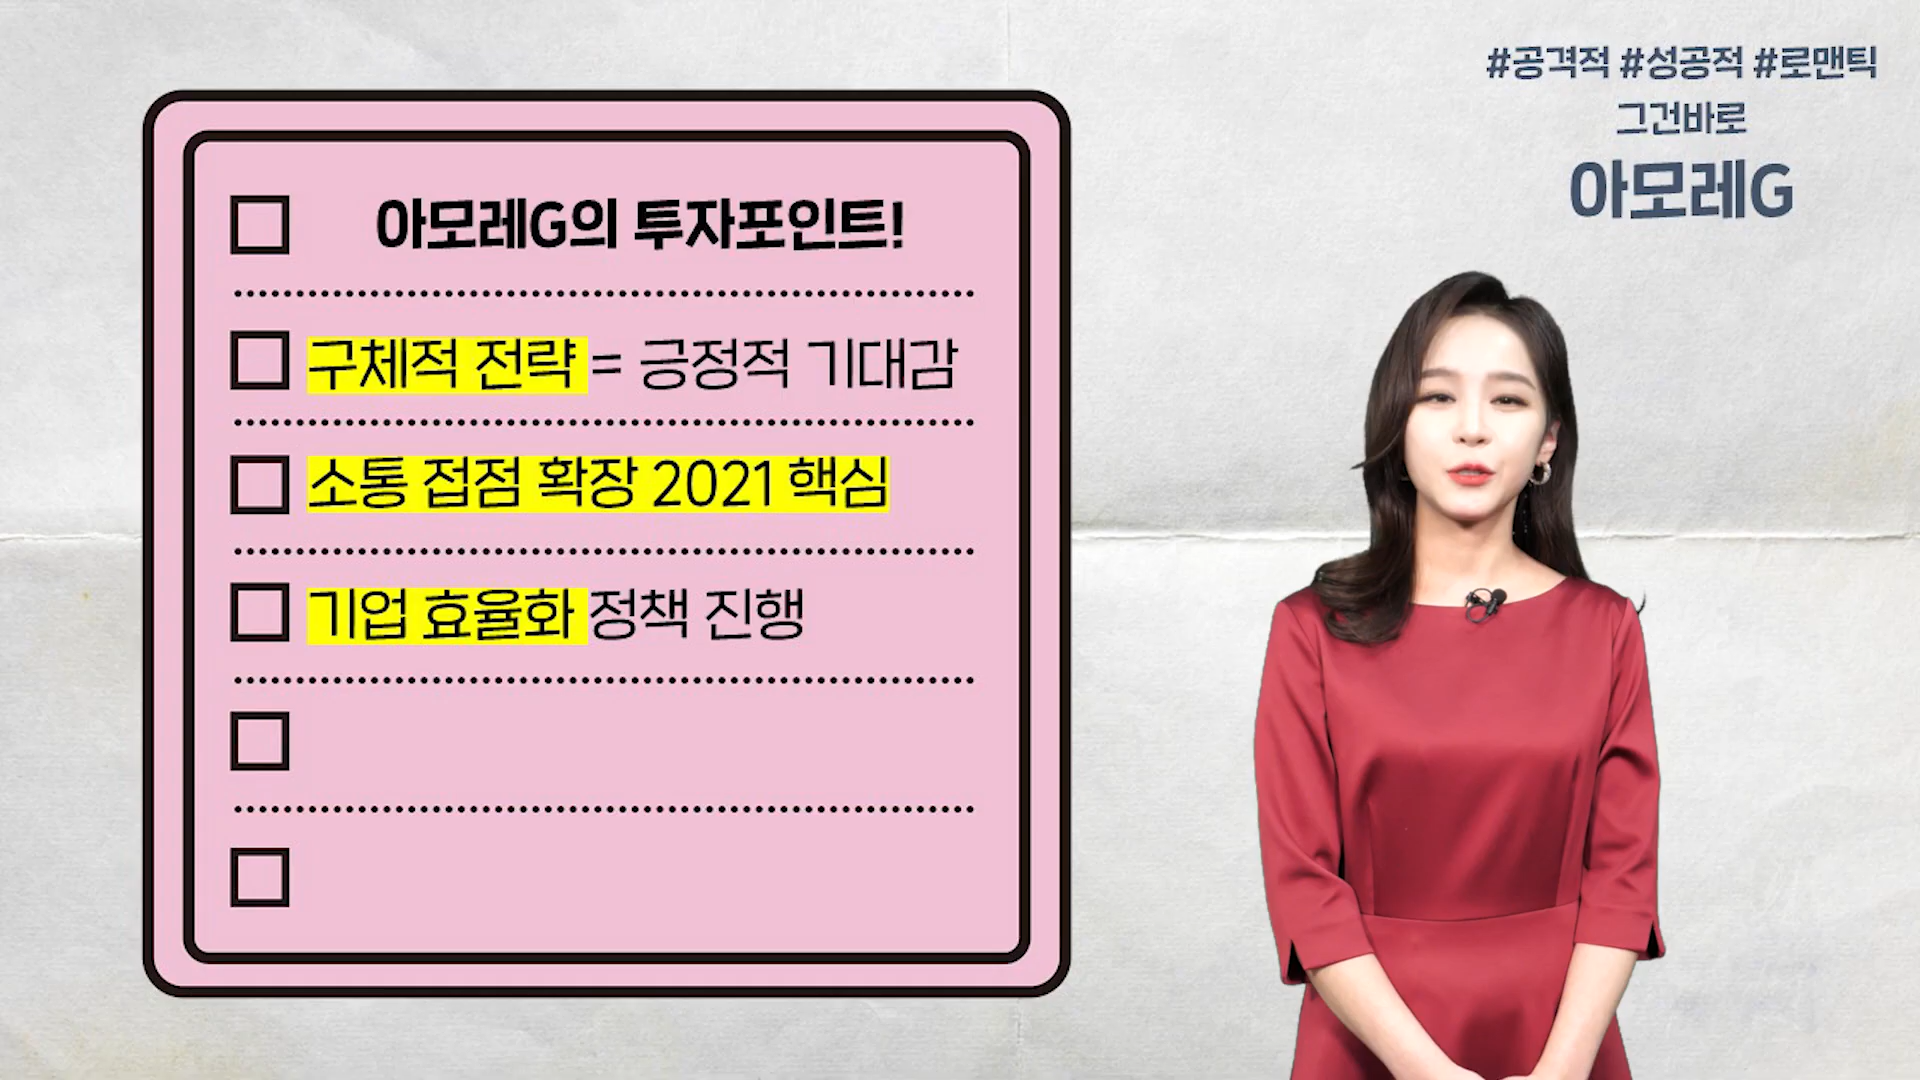 #공격적 #성공적 #로맨틱
그건바로
아모레G
아모레G의 투자포인트!
구체적 전략 = 긍정적 기대감
소통 접점 확장 2021 핵심
기업 효율화 정책 진행